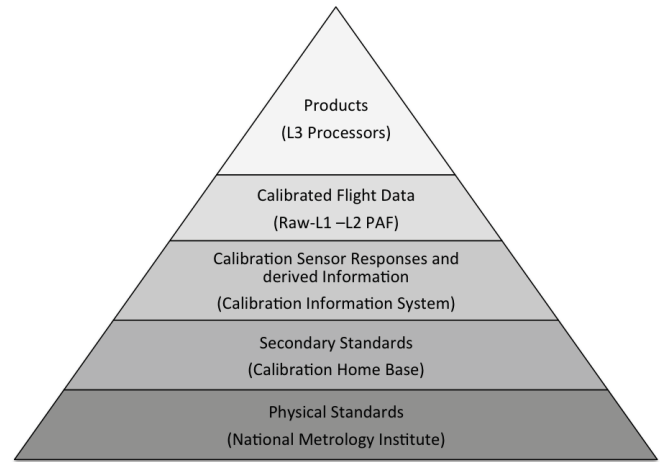 Products
(L3 Processors)
Calibrated Flight Data
(Raw-L1 –L2 PAF)
Calibration Sensor Responses and
derived Information
(Calibration Information System)
Secondary Standards
(Calibration Home Base)
Physical Standards
(National Metrology Institute)